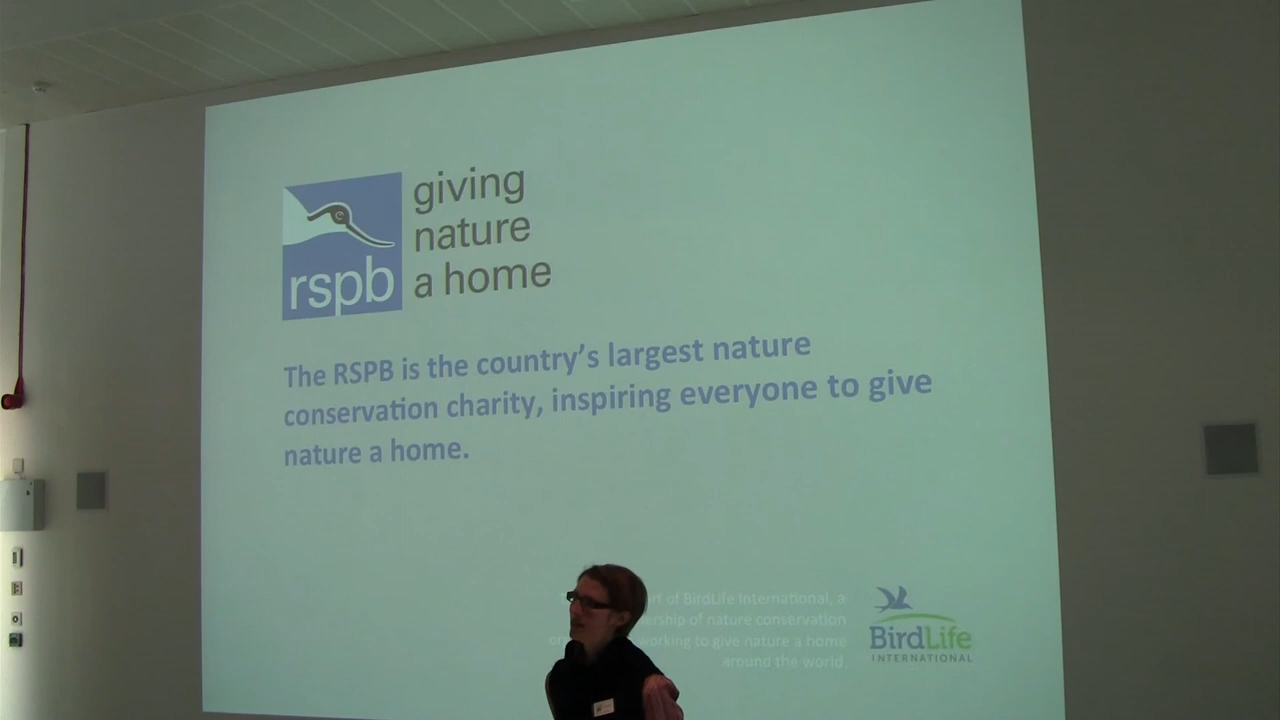 giving
nature
a home
rspb
The RSPB is the country's largest nature
conservation charity, inspiring everyone to give
nature a home.
of BirdLife International, a
of nature conservation
working to give nature a home
around the world
BirdLife
INTERNATIONAL